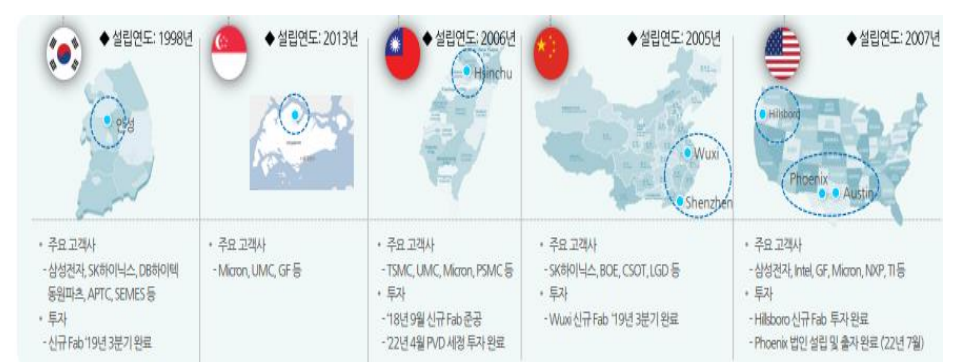 ◆ 설립연도: 1998년
안성
• 주요 고객사
- 삼성전자, SK하이닉스, DB하이텍
동원파츠, APTC, SEMES 등
• 투자
- 신규 Fab '19년 3분기 완료
◆ 설립연도: 2013년
• 주요 고객사
- Micron, UMC, GF 등
◆ 설립연도: 2006년
Hsinchu
• 주요 고객사
- TSMC, UMC, Micron, PSMC 등
• 투자
- '18년 9월 신규 Fab 준공
- '22년 4월 PVD 세정 투자 완료
◆ 설립연도: 2005년
Wuxi
Shenzhen
• 주요 고객사
- SK하이닉스, BOE, CSOT, LGD 등
• 투자
- Wuxi 신규 Fab '19년 3분기 완료
◆ 설립연도: 2007년
Hillsboro
Phoenix
Austin
• 주요 고객사
- 삼성전자, Intel, GF, Micron, NXP, TI 등
• 투자
- Hillsboro 신규 Fab 투자 완료
- Phoenix 법인 설립 및 출자 완료 ('22년 7월)